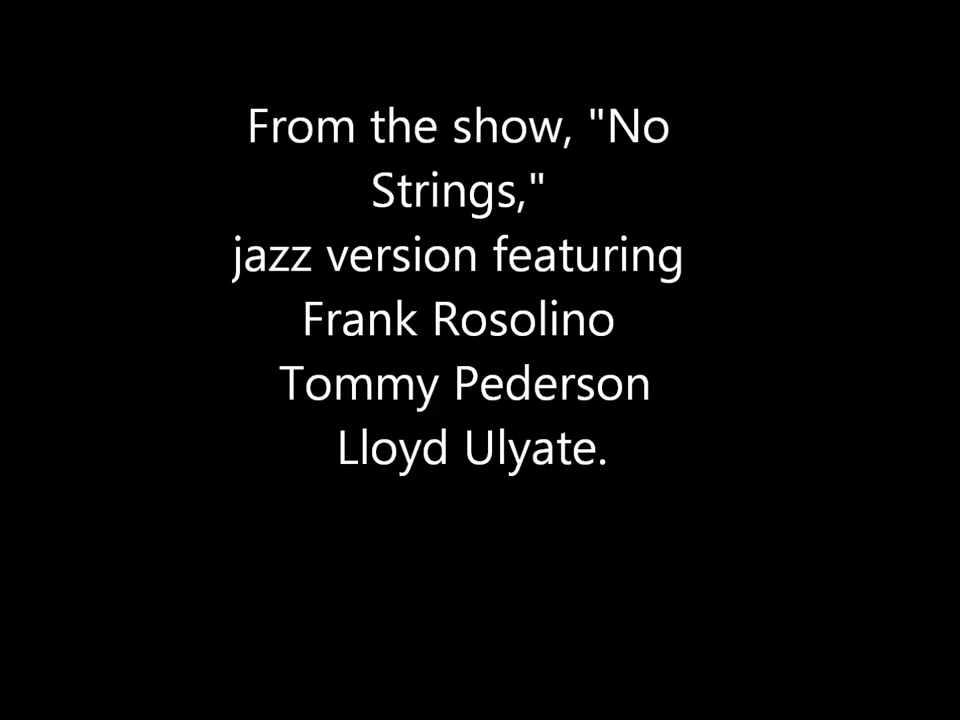 From the show, "No
Strings,"
jazz version featuring
Frank Rosolino
Tommy Pederson
Lloyd Ulyate.